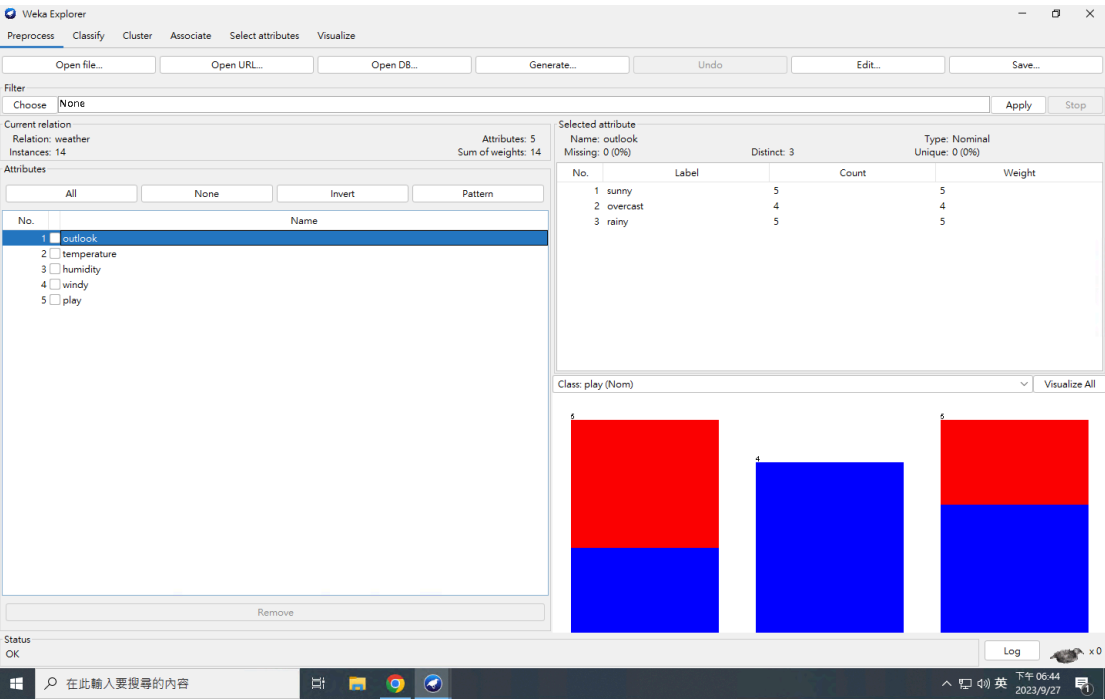 Weka Explorer
Preprocess Classify Cluster Associate Select attributes Visualize
Open file... Open URL... Open DB... Generate... Undo Edit... Save...
Filter
Choose None Apply Stop
Current relation
Relation: weather Attributes: 5
Instances: 14 Sum of weights: 14
Attributes
All None Invert Pattern
No. Name
1 outlook
2 temperature
3 humidity
4 windy
5 play
Remove
Selected attribute
Name: outlook Type: Nominal
Missing: 0 (0%) Distinct: 3 Unique: 0 (0%)
No. Label Count Weight
1 sunny 5 5
2 overcast 4 4
3 rainy 5 5
Class: play (Nom) Visualize All
5 5
4
Status
OK
Log x 0
在此輸入要搜尋的內容
英
下午 06:44
2023/9/27
1